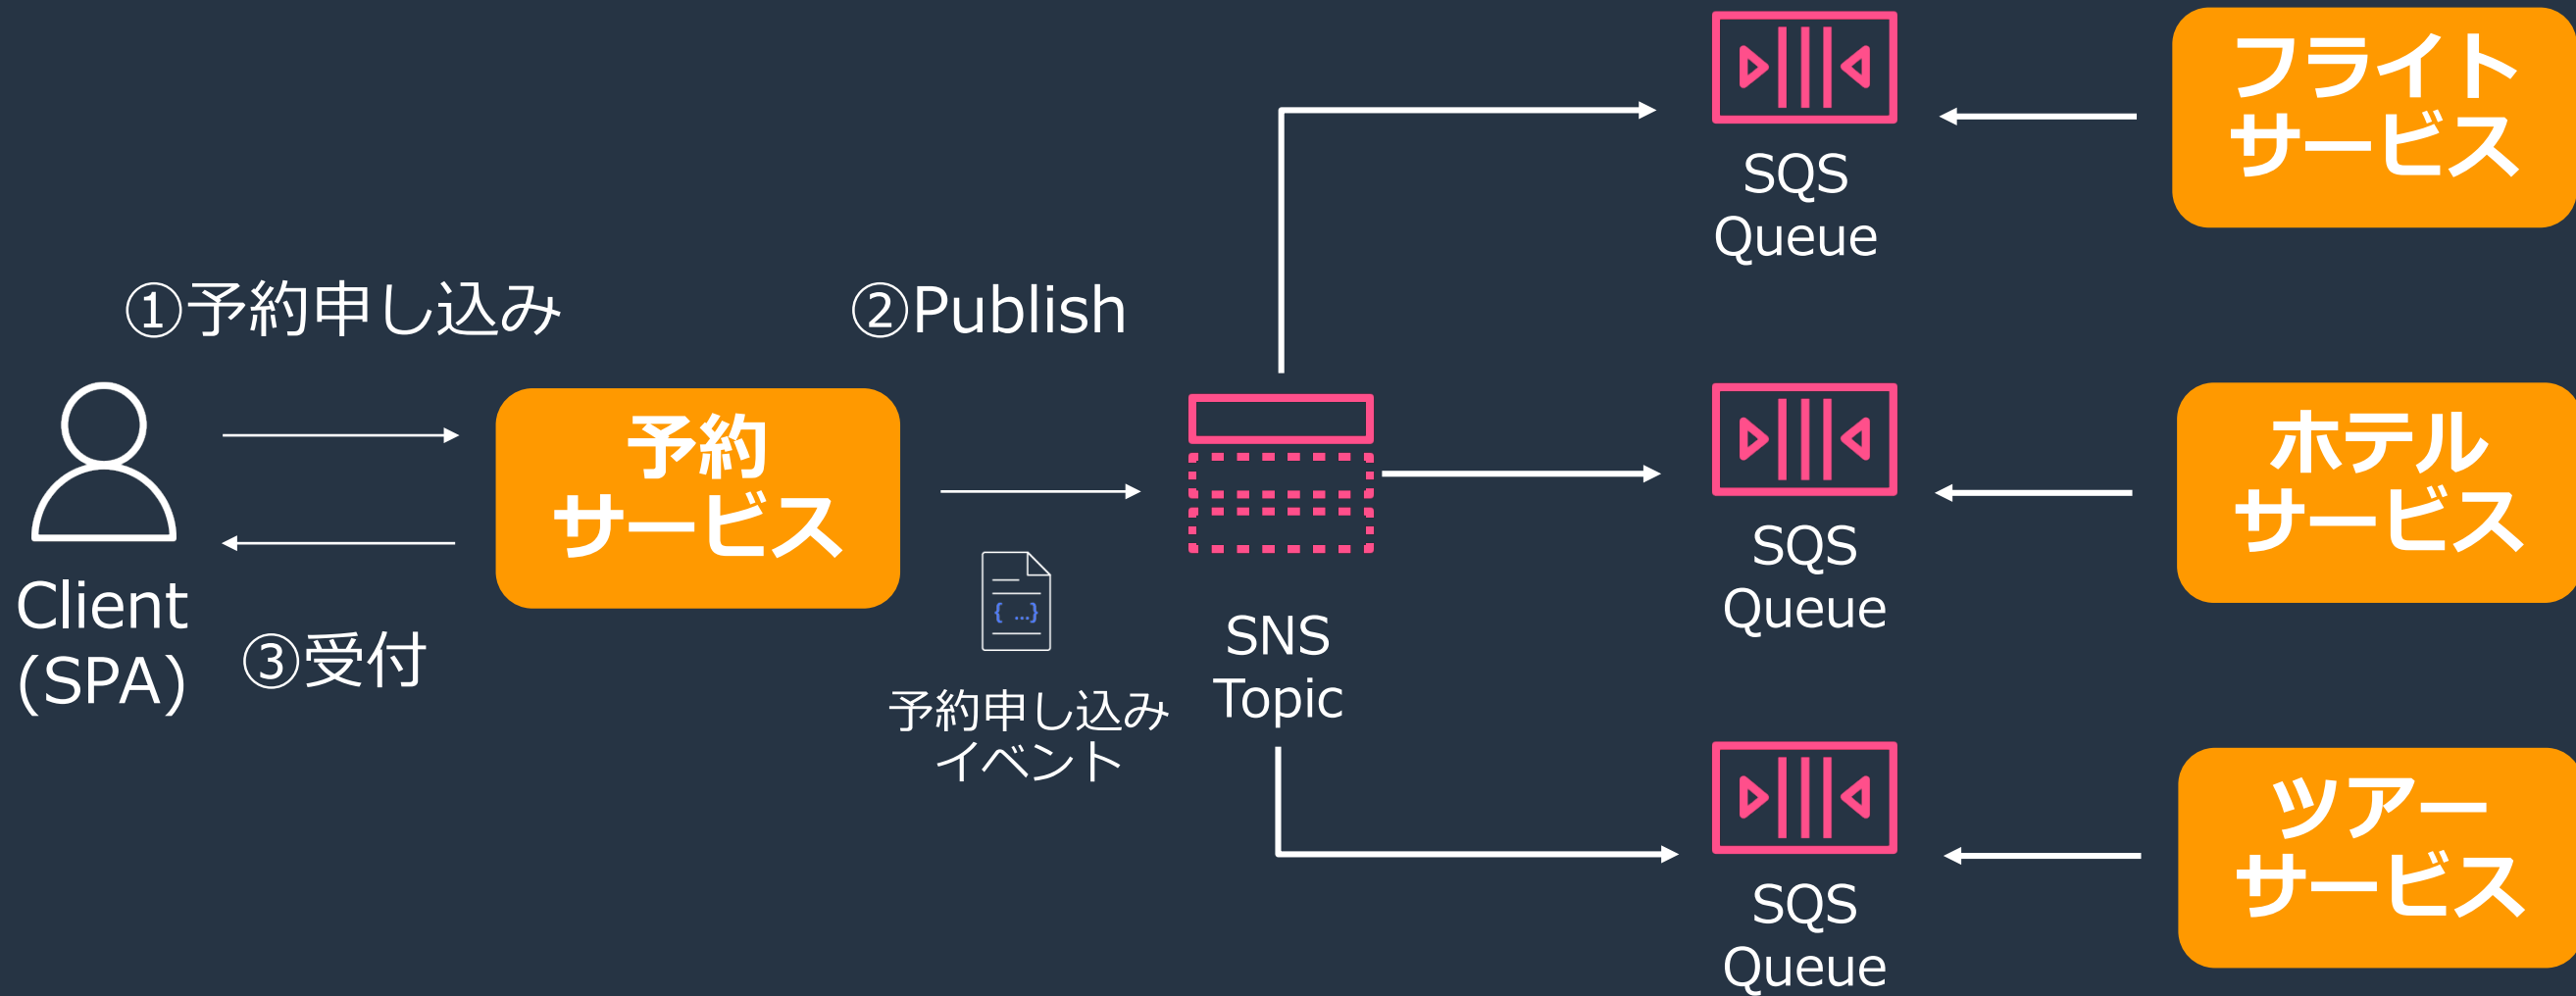 ①予約申し込み
Client
(SPA)
③受付
予約
サービス
②Publish
{ ...}
予約申し込み
イベント
SNS
Topic
SQS
Queue
フライト
サービス
SQS
Queue
ホテル
サービス
SQS
Queue
ツアー
サービス